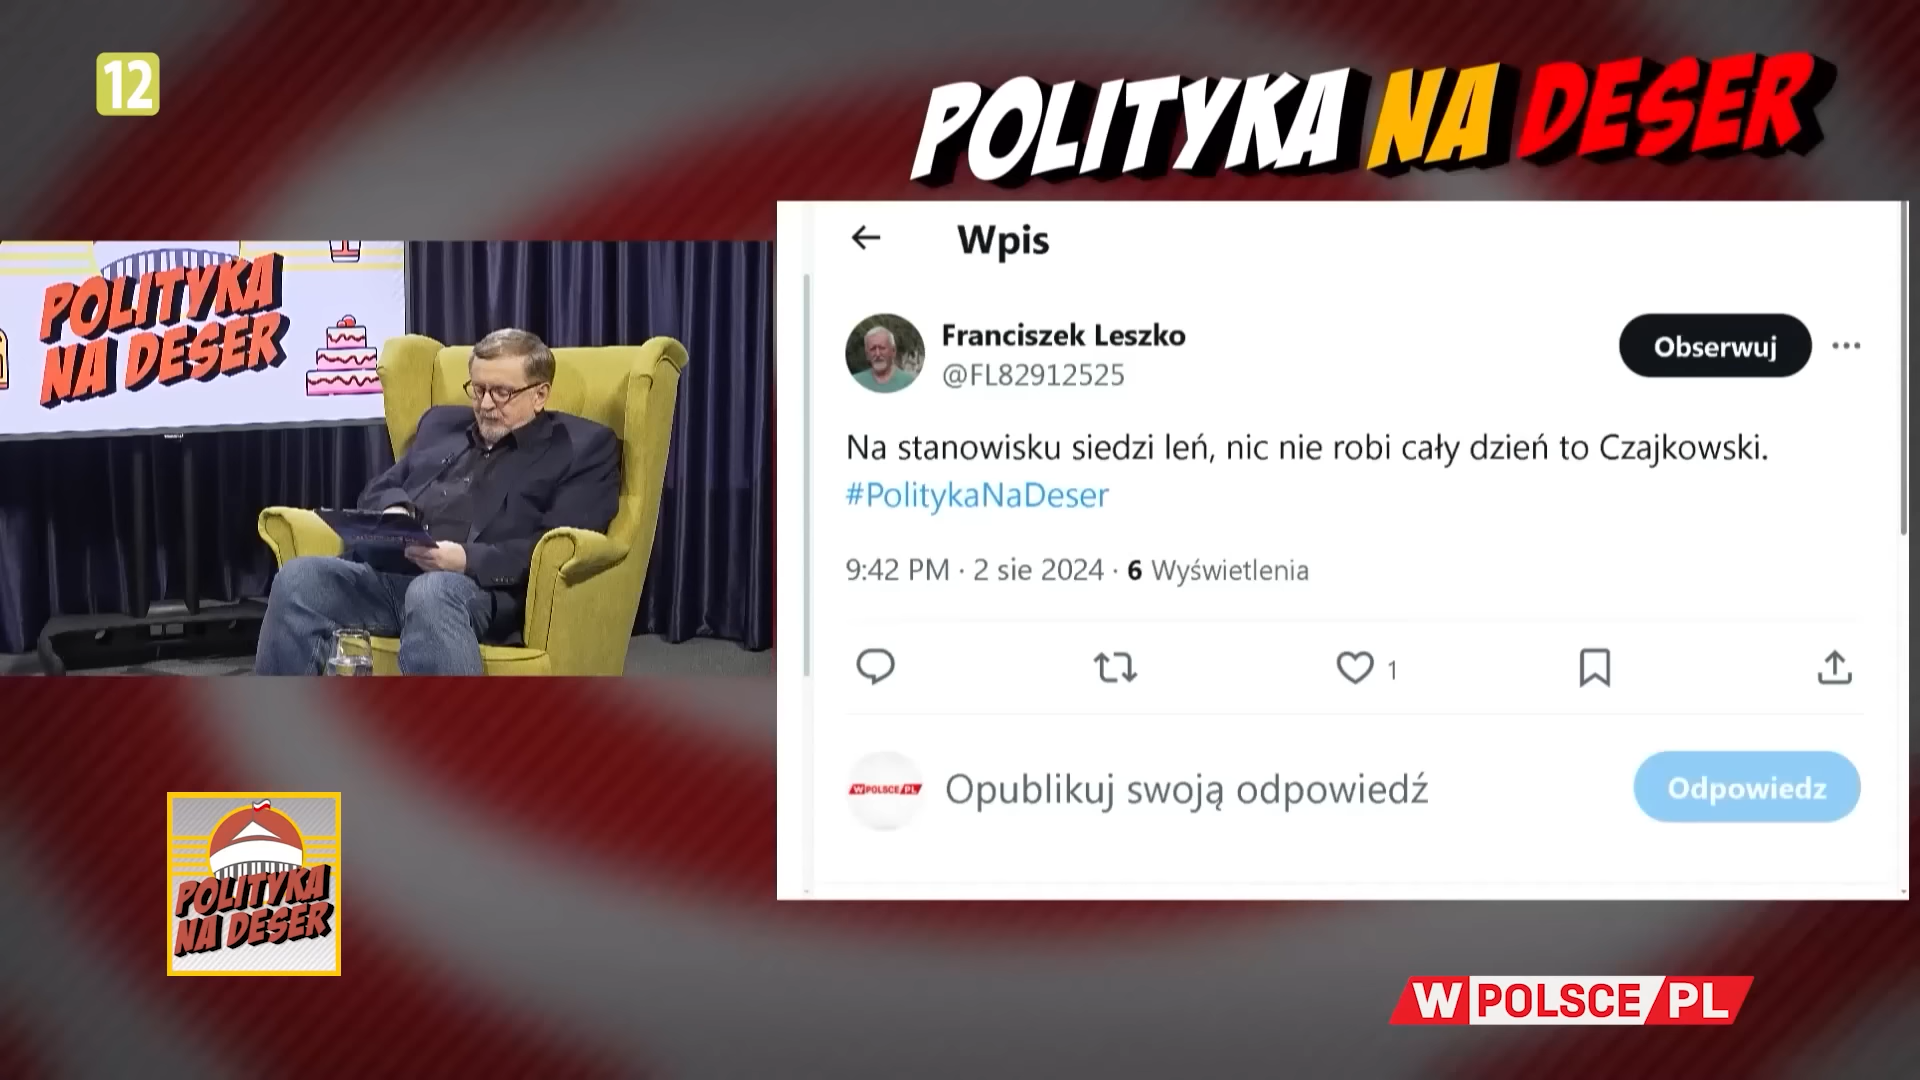 12
POLITYKA NA DESER
POLITYKA
NA DESER
Wpis
Franciszek Leszko
@FL82912525
Obserwuj
Na stanowisku siedzi leń, nic nie robi cały dzień to Czajkowski.
#PolitykaNaDeser
9:42 PM · 2 sie 2024 · 6 Wyświetlenia
1
WPOLSCE/PL
Opublikuj swoją odpowiedź
Odpowiedz
POLITYKA
NA DESER
W POLSCE/PL